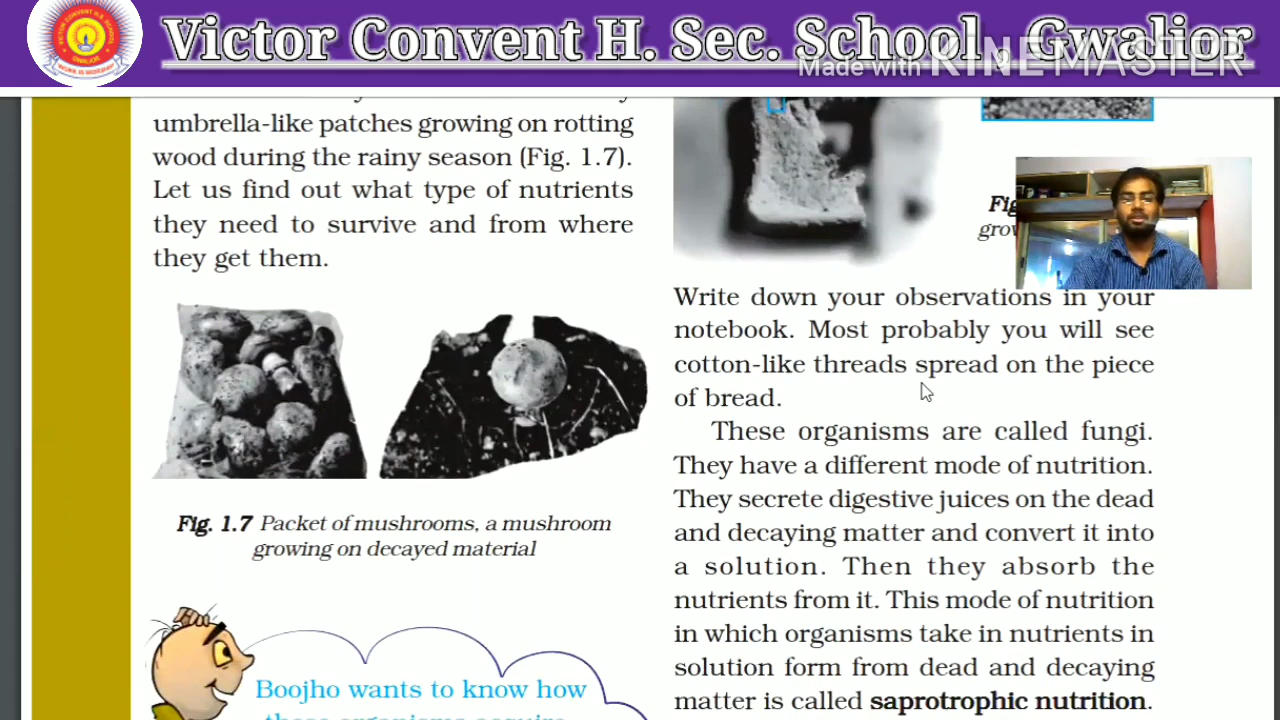 Victor Convent H. Sec. School, Gwalior
Made with KINEMASTER
umbrella-like patches growing on rotting
wood during the rainy season (Fig. 1.7).
Let us find out what type of nutrients
they need to survive and from where
they get them.
Fig. 1.7 Packet of mushrooms, a mushroom
growing on decayed material
Boojho wants to know how
Fig
grow
Write down your observations in your
notebook. Most probably you will see
cotton-like threads spread on the piece
of bread.
These organisms are called fungi.
They have a different mode of nutrition.
They secrete digestive juices on the dead
and decaying matter and convert it into
a solution. Then they absorb the
nutrients from it. This mode of nutrition
in which organisms take in nutrients in
solution form from dead and decaying
matter is called saprotrophic nutrition.